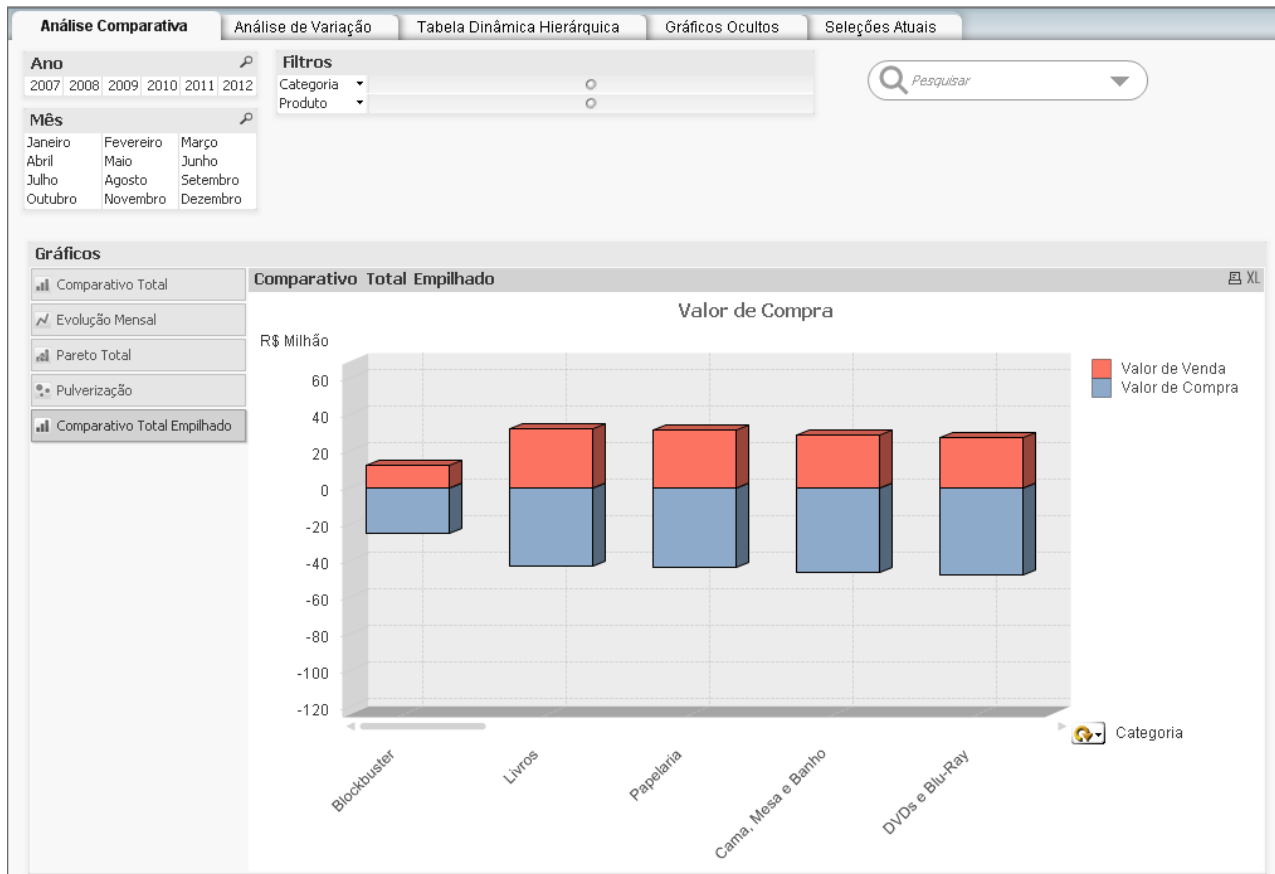 Análise Comparativa Análise de Variação Tabela Dinâmica Hierárquica Gráficos Ocultos Seleções Atuais
Ano
2007 2008 2009 2010 2011 2012
Mês
Janeiro Fevereiro Março
Abril Maio Junho
Julho Agosto Setembro
Outubro Novembro Dezembro
Filtros
Categoria
Produto
Pesquisar
Gráficos
Comparativo Total
Evolução Mensal
Pareto Total
Pulverização
Comparativo Total Empilhado
Comparativo Total Empilhado XL
Valor de Compra
R$ Milhão
60
40
20
0
-20
-40
-60
-80
-100
-120
Valor de Venda
Valor de Compra
Blockbuster
Livros
Papelaria
Cama, Mesa e Banho
DVDs e Blu-Ray
Categoria